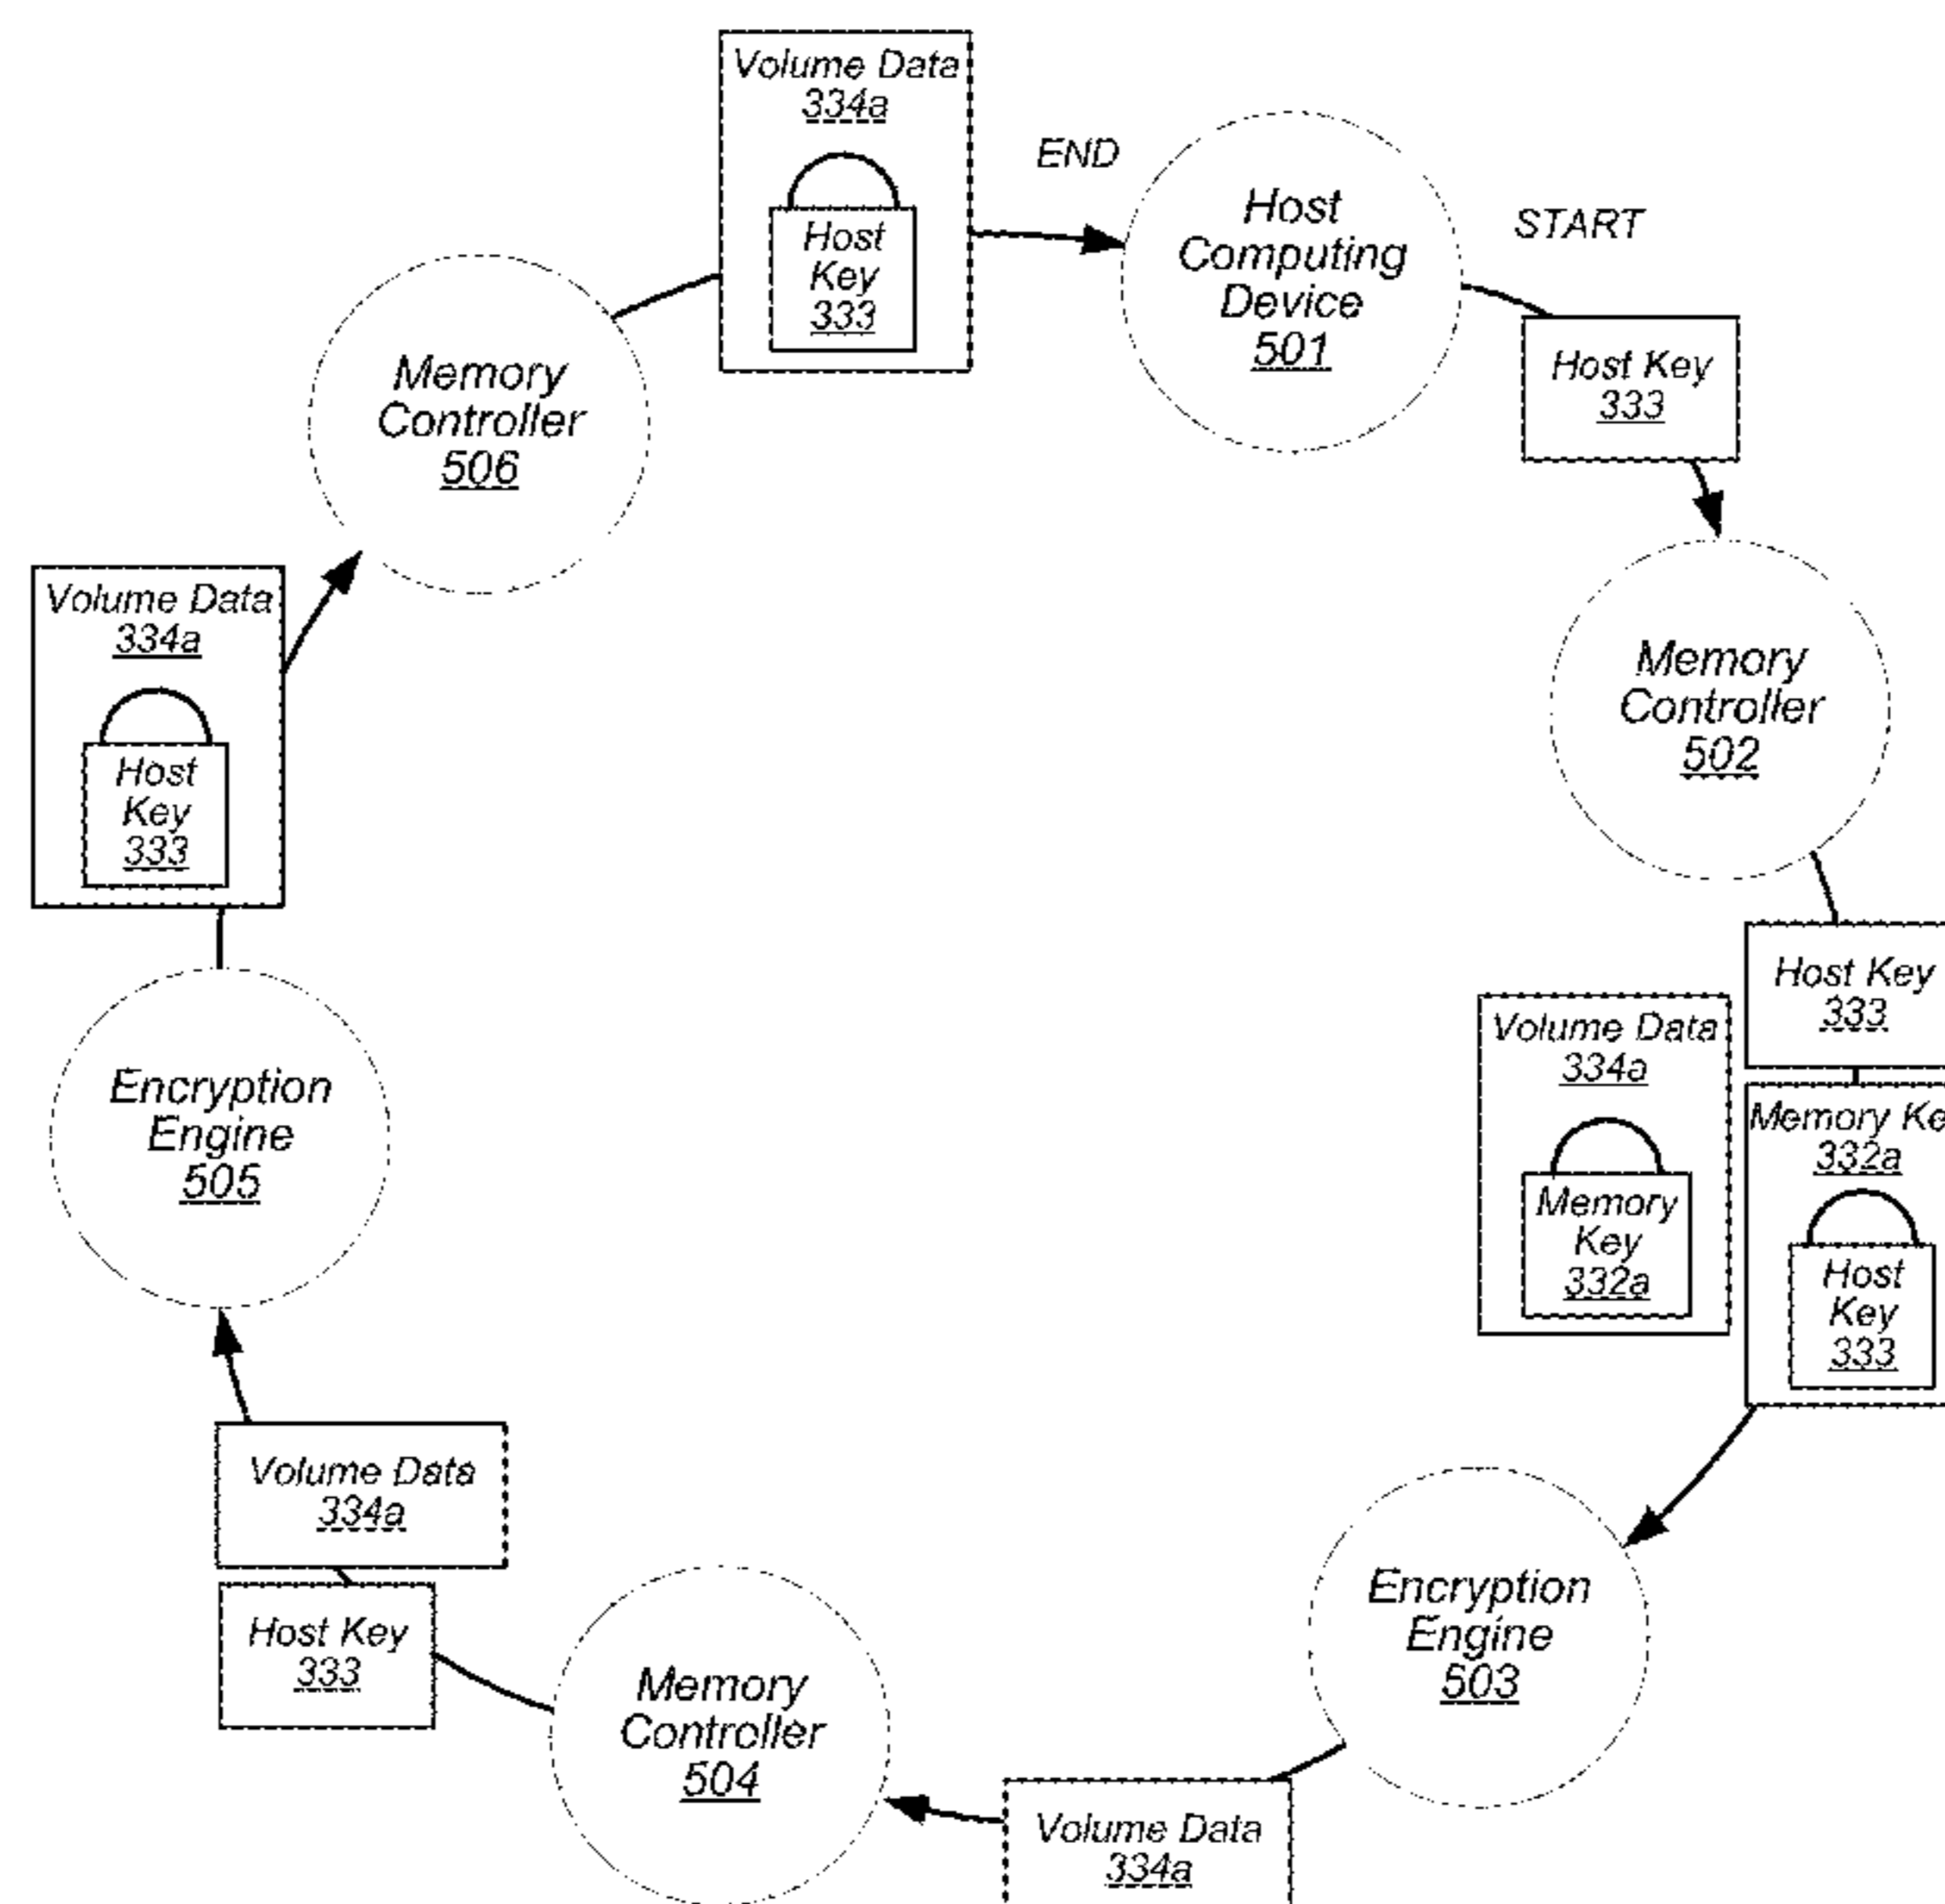 Volume Data
334a
Host
Key
333
END
Host
Computing
Device
501
START
Host Key
333
Memory
Controller
506
Memory
Controller
502
Volume Data
334a
Host
Key
333
Host Key
333
Volume Data
334a
Memory
Key
332a
Memory Ke
332a
Host
Key
333
Encryption
Engine
505
Volume Data
334a
Host Key
333
Encryption
Engine
503
Memory
Controller
504
Volume Data
334a